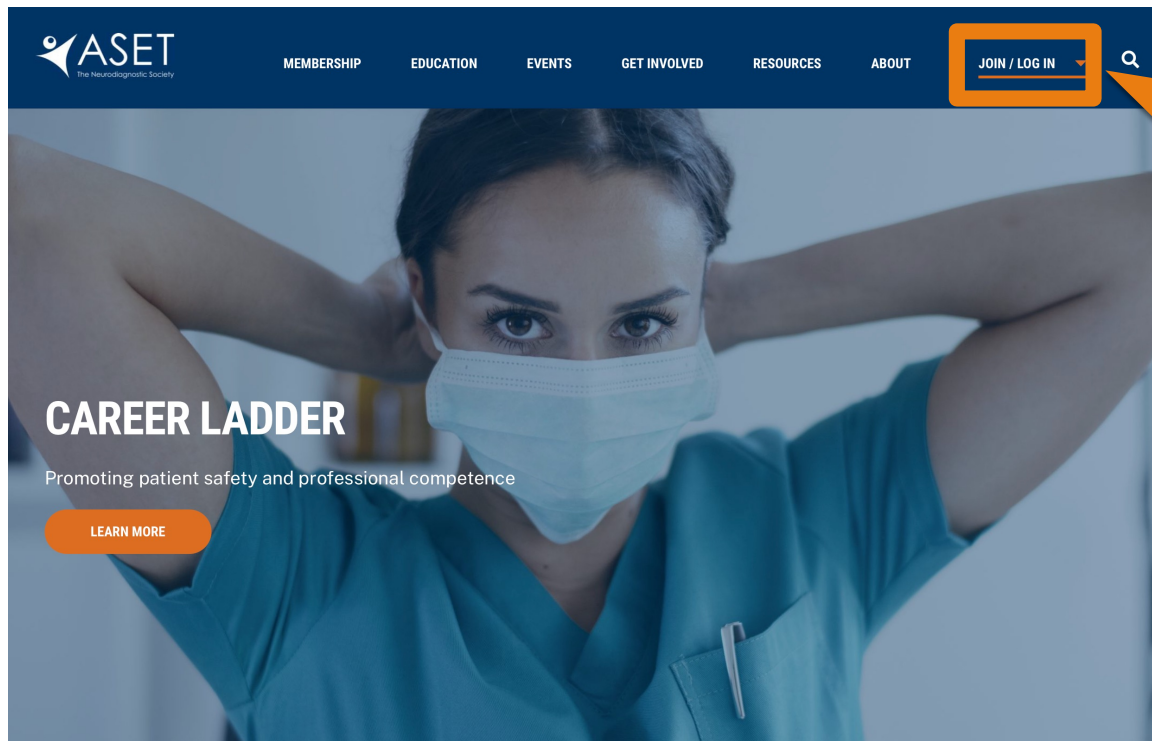 ASET
The Neurodiagnostic Society
MEMBERSHIP
EDUCATION
EVENTS
GET INVOLVED
RESOURCES
ABOUT
JOIN / LOG IN
CAREER LADDER
Promoting patient safety and professional competence
LEARN MORE